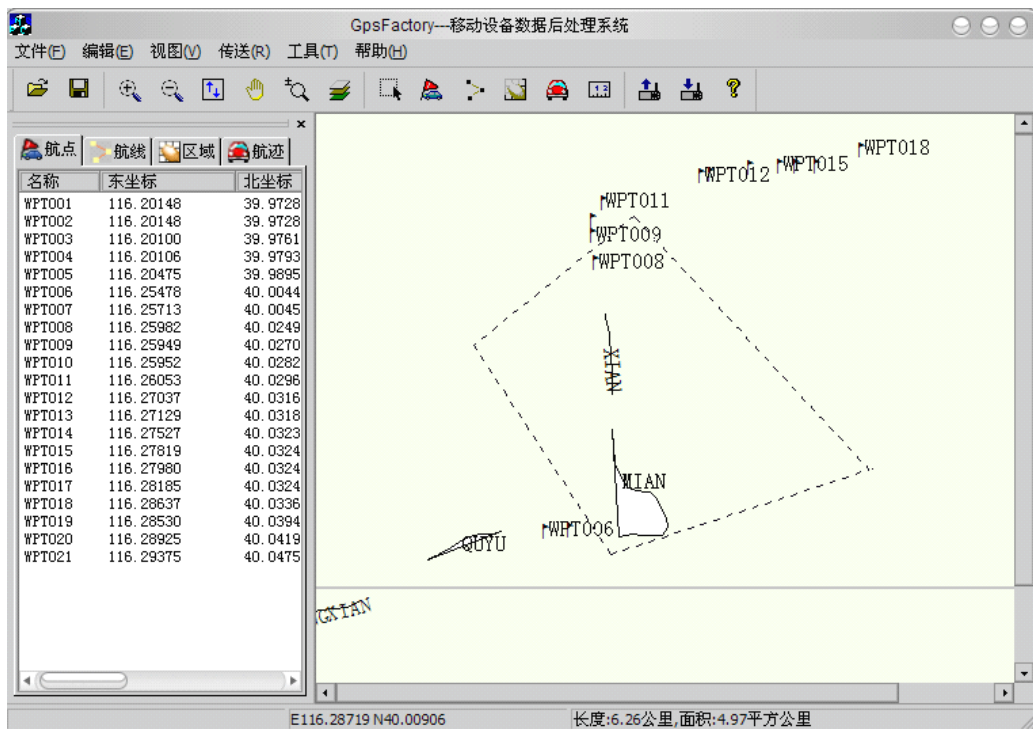 GpsFactory---移动设备数据后处理系统
文件(F) 编辑(E) 视图(V) 传送(R) 工具(T) 帮助(H)
航点 航线 区域 航迹
名称 东坐标 北坐标
WPT001 116.20148 39.9728
WPT002 116.20148 39.9728
WPT003 116.20100 39.9761
WPT004 116.20106 39.9793
WPT005 116.20475 39.9895
WPT006 116.25478 40.0044
WPT007 116.25713 40.0045
WPT008 116.25982 40.0249
WPT009 116.25949 40.0270
WPT010 116.25952 40.0282
WPT011 116.26053 40.0296
WPT012 116.27037 40.0316
WPT013 116.27129 40.0318
WPT014 116.27527 40.0323
WPT015 116.27819 40.0324
WPT016 116.27980 40.0324
WPT017 116.28185 40.0324
WPT018 116.28637 40.0336
WPT019 116.28530 40.0394
WPT020 116.28925 40.0419
WPT021 116.29375 40.0475
WPT018
WPT015
WPT012
WPT011
WPT009
WPT008
XIAN
MIAN
WPT006
QUYU
GXIAN
E116.28719 N40.00906
长度:6.26公里,面积:4.97平方公里